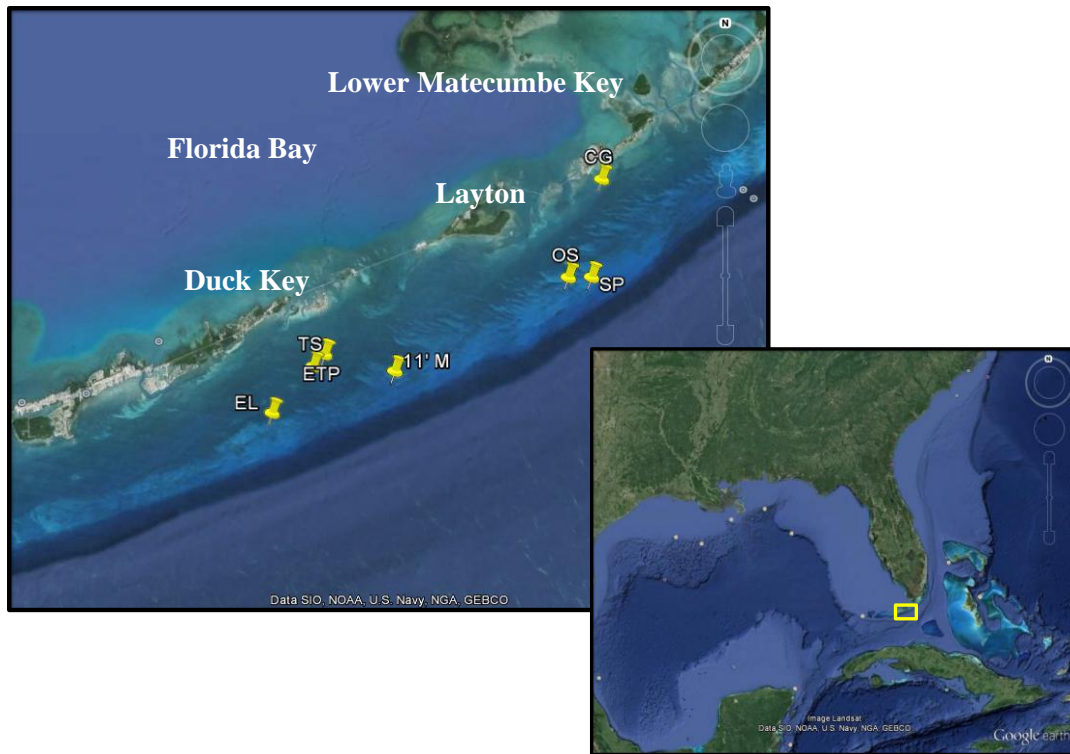 N
Lower Matecumbe Key
Florida Bay
CG
Layton
OS
SP
Duck Key
TS
11' M
ETP
EL
Data SIO, NOAA, U.S. Navy, NGA, GEBCO
N
Image Landsat
Data SIO, NOAA, U.S. Navy, NGA, GEBCO
Google earth